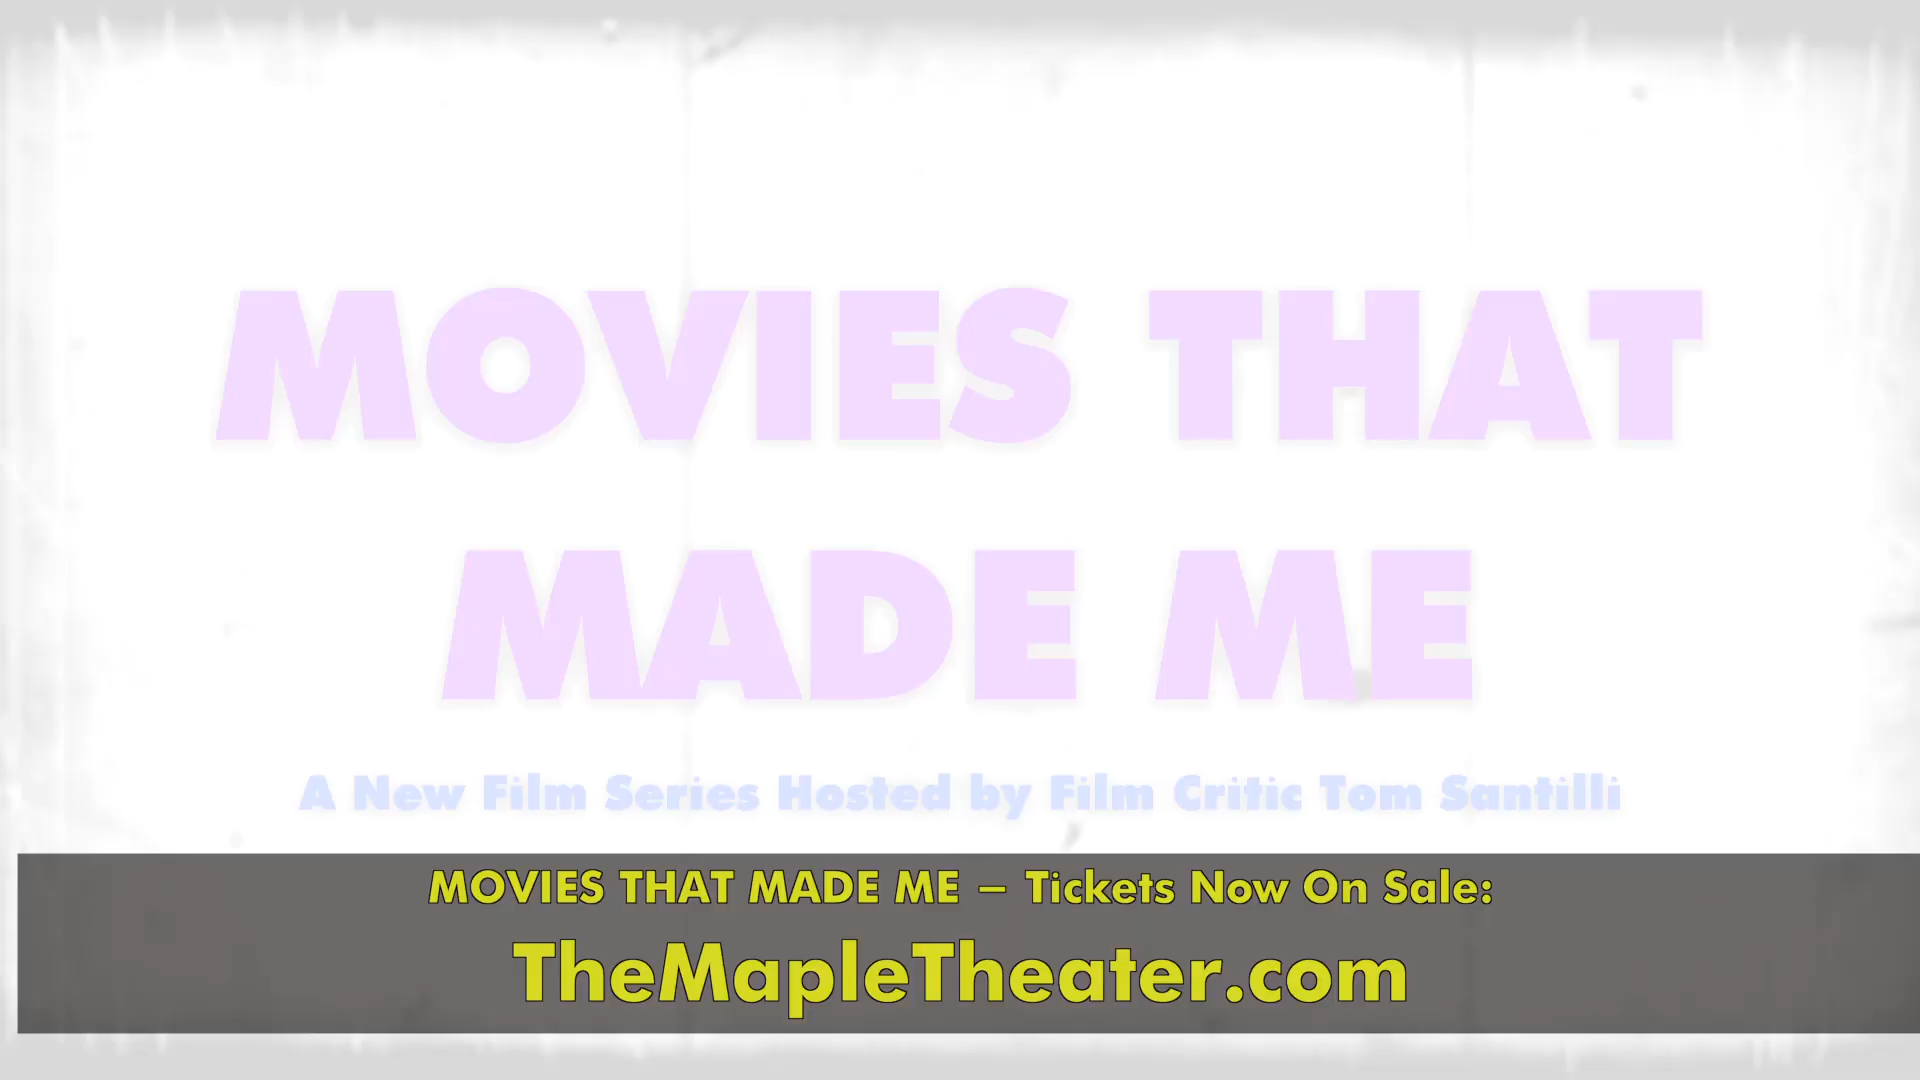 MOVIES THAT
MADE ME
A New Film Series Hosted by Film Critic Tom Santilli
MOVIES THAT MADE ME – Tickets Now On Sale:
TheMapleTheater.com